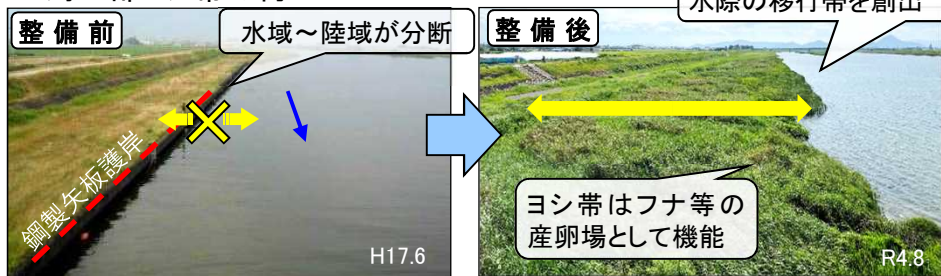 整備前
水域～陸域が分断
鋼製矢板護岸
H17.6
整備後
水際の移行帯を創出
ヨシ帯はフナ等の
産卵場として機能
R4.8